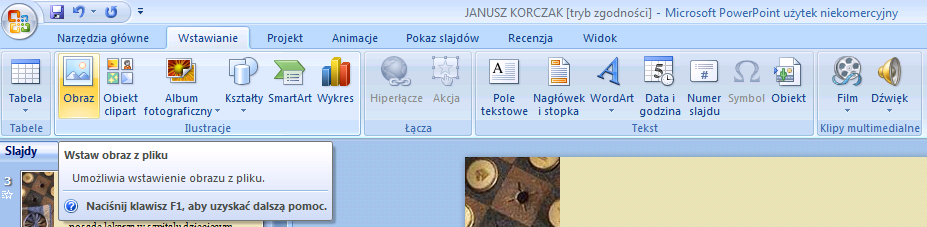 JANUSZ KORCZAK [tryb zgodności] - Microsoft PowerPoint użytek niekomercyjny
Narzędzia główne Wstawianie Projekt Animacje Pokaz slajdów Recenzja Widok
Tabela Obraz Obiekt clipart Album fotograficzny Kształty SmartArt Wykres Hiperłącze Akcja Pole tekstowe Nagłówek i stopka WordArt Data i godzina Numer slajdu Symbol Obiekt Film Dźwięk
Tabele Ilustracje Łącza Tekst Klipy multimedialne
Slajdy
Wstaw obraz z pliku
Umożliwia wstawienie obrazu z pliku.
Naciśnij klawisz F1, aby uzyskać dalszą pomoc.
3